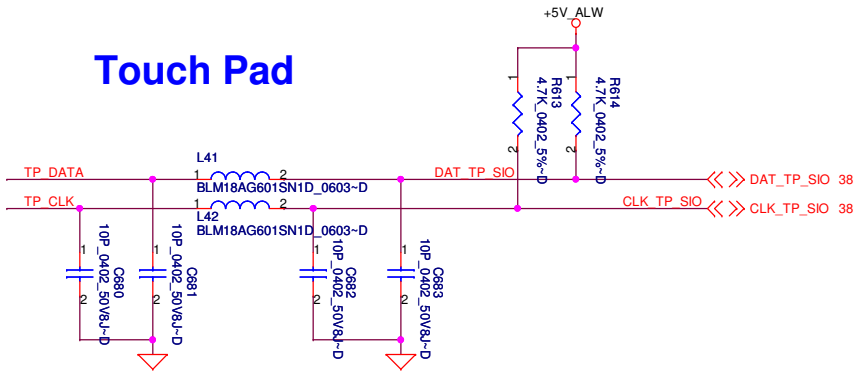 +5V_ALW
Touch Pad
1
1
R613
4.7K_0402_5%~D
R614
4.7K_0402_5%~D
2
2
L41
TP_DATA
1
2
DAT_TP_SIO
DAT_TP_SIO 38
BLM18AG601SN1D_0603~D
TP_CLK
1
2
CLK_TP_SIO
CLK_TP_SIO 38
L42
BLM18AG601SN1D_0603~D
1
2
10P_0402_50V8J~D
C680
1
2
10P_0402_50V8J~D
C681
1
2
10P_0402_50V8J~D
C682
1
2
10P_0402_50V8J~D
C683